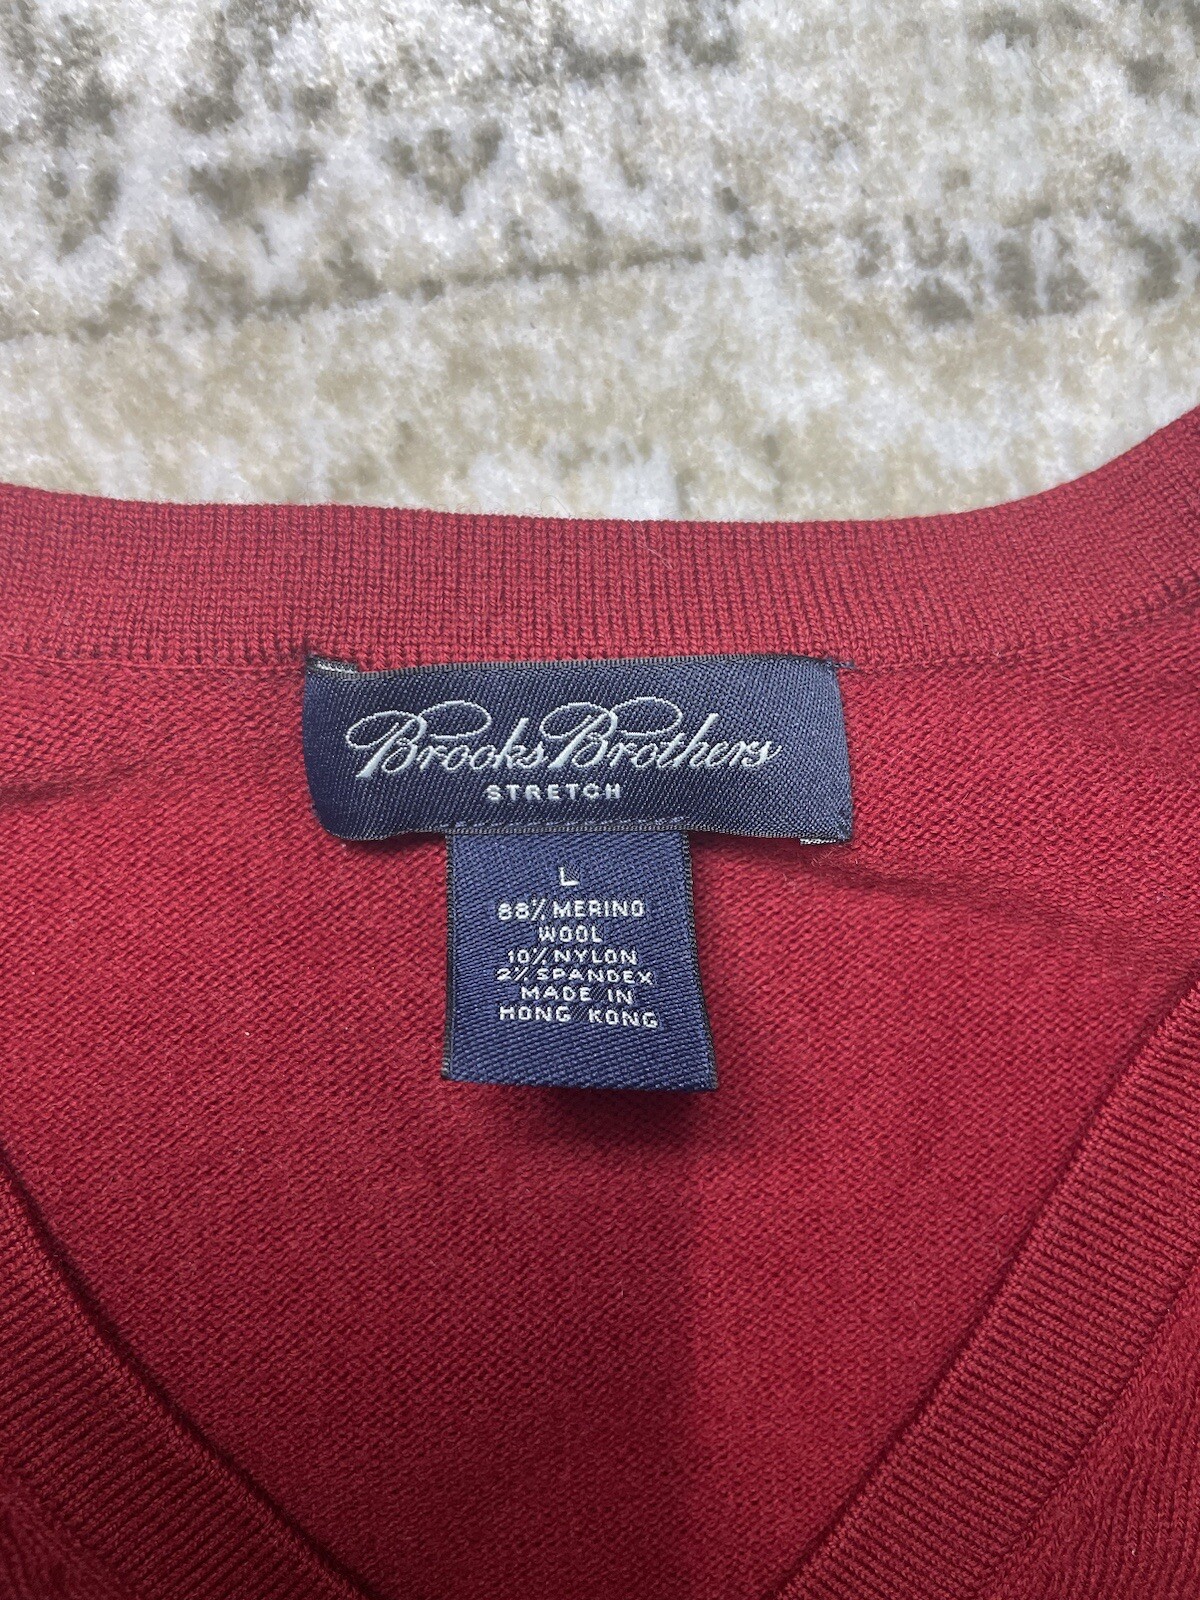 Brooks Brothers
STRETCH
L
88% MERINO
WOOL
10% NYLON
2% SPANDEX
MADE IN
HONG KONG